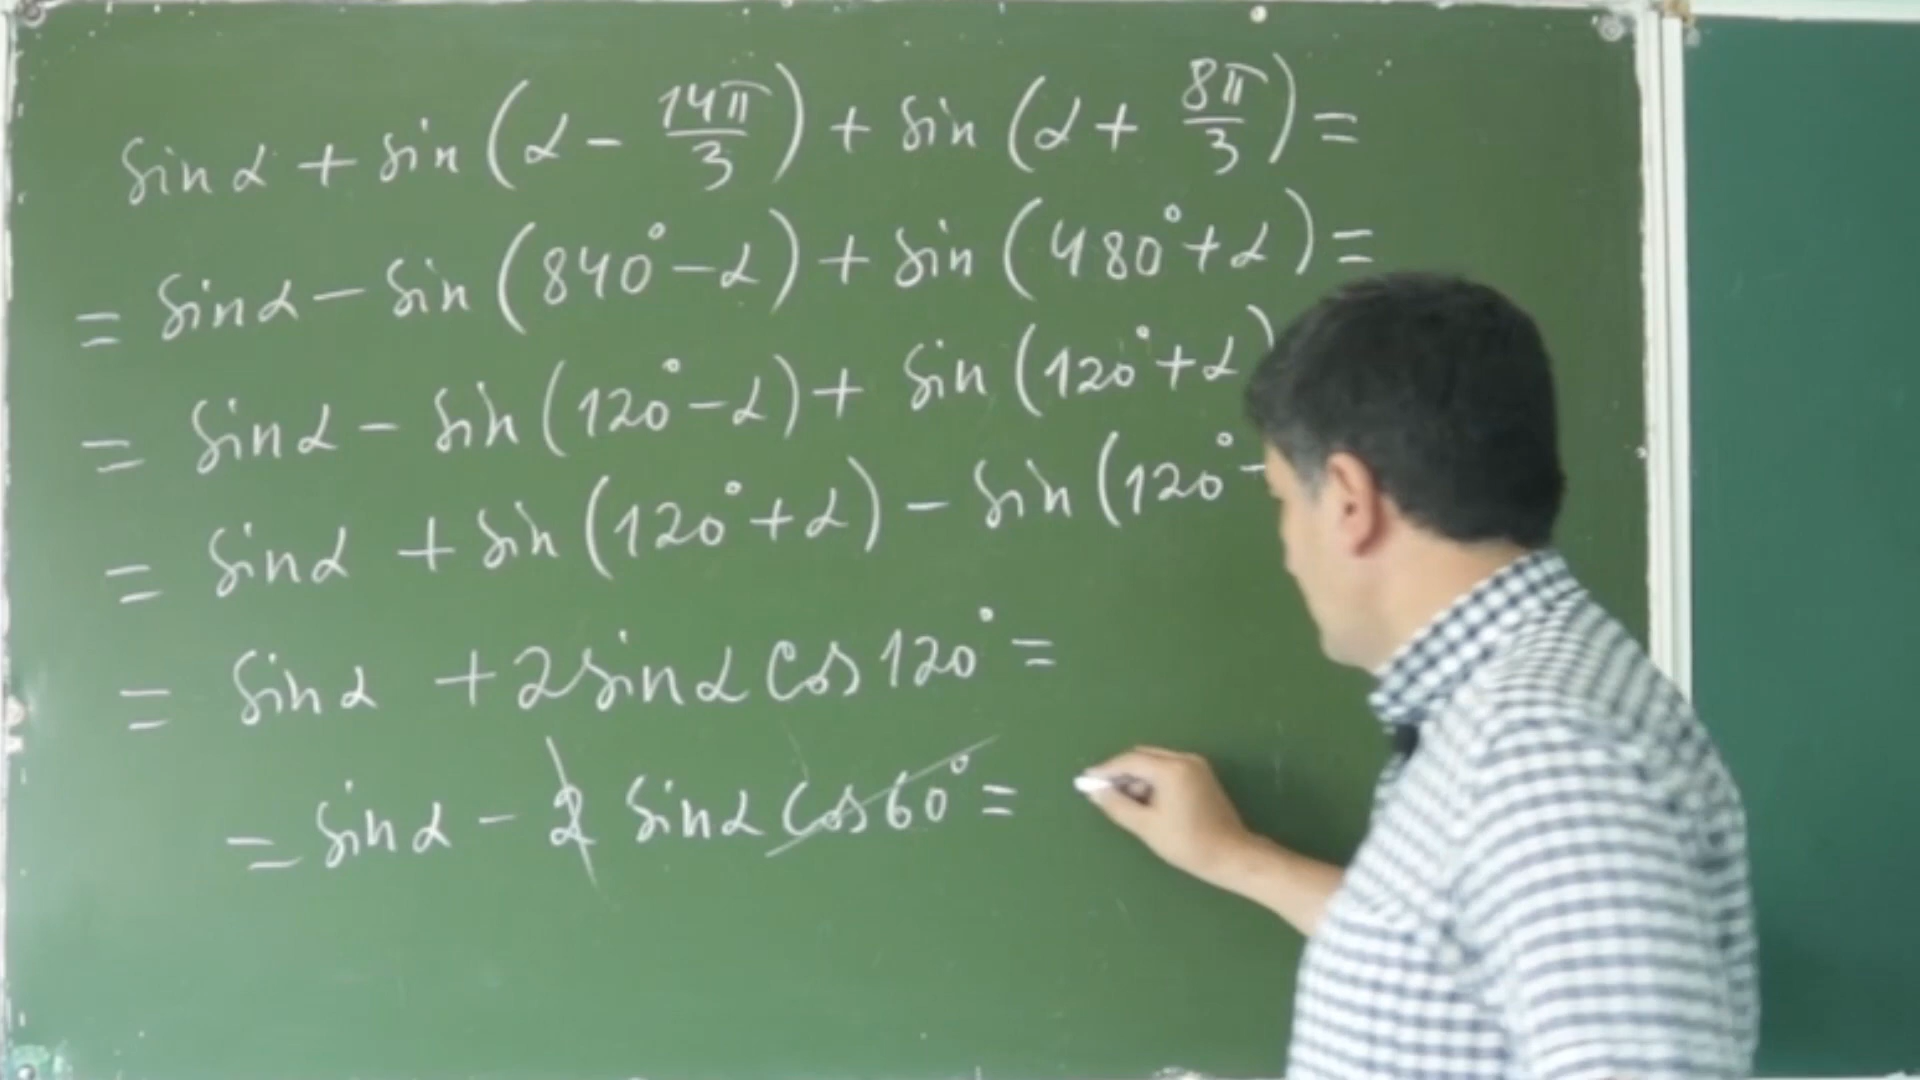 sin α + sin (α - 14π/3) + sin (α + 8π/3) =
= sin α - sin (840° - α) + sin (480° + α) =
= sin α - sin (120° - α) + sin (120° + α)
= sin α + sin (120° + α) - sin (120° -
= sin α + 2 sin α cos 120° =
= sin α - 2 sin α cos 60° =